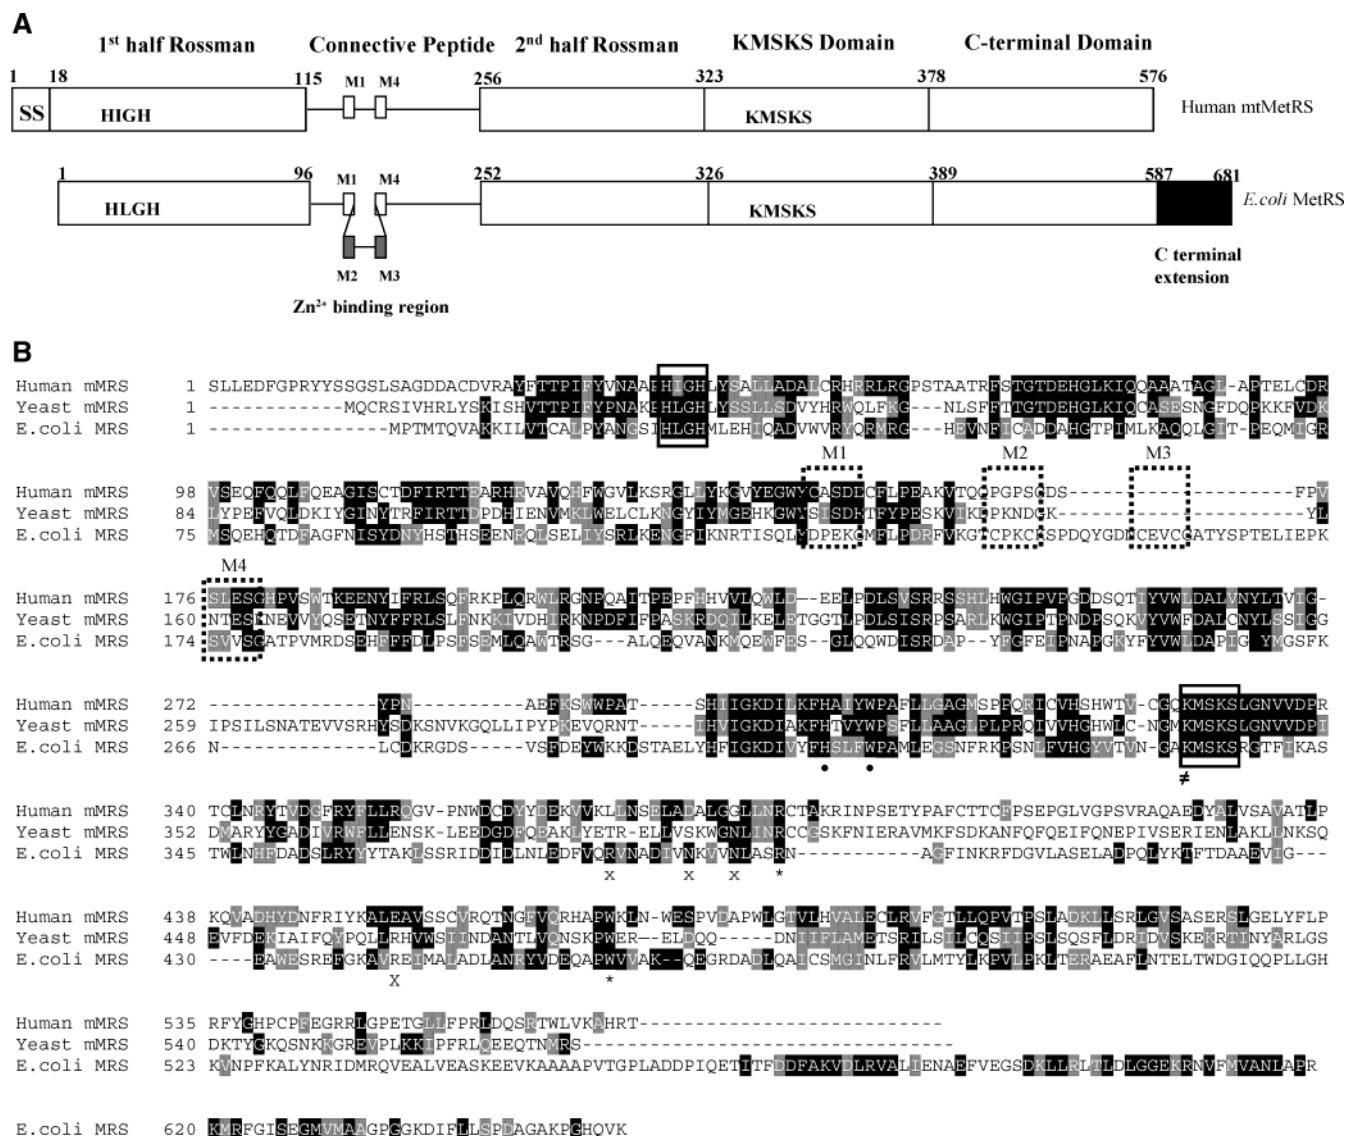 A
1st half Rossman Connective Peptide 2nd half Rossman KMSKS Domain C-terminal Domain
1 18 115 M1 M4 256 323 378 576
SS HIGH KMSKS Human mtMetRS
1 96 M1 M4 252 326 389 587 681
HLGH KMSKS E.coli MetRS
M2 M3
C terminal
extension
Zn2+ binding region
B
Human mMRS 1 SLLEDFGPRYYSSGSLSAGDDACDVRAYFTTPIFYVNAAPHIGHLYSALLADALCRHRRLRGPSTAATRFSTGTDEHGLKIQQAAATAGL-APTELCDR
Yeast mMRS 1 ------------MQCRSIVHRLYSKISHVTTPIFYPNAKPHLGHLYSSLLSDVYHRWQLFKG---NLSFFTTGTDEHGLKIQCASESNGFDQPKKFVDK
E.coli MRS 1 ----------------MPTMTQVAKKILVTCALPYANGSIHLGHMLEHIQADVWVRYQRMRG---HEVNFICADDAHGTPIMLKAQQLGIT-PEQMIGR
M1 M2 M3
Human mMRS 98 VSEQFQQLFQEAGISCTDFIRTTEARHRVAVQHFWGVLKSRGLLYKGVYEGWYCASDECFLPEAKVTQQPGPSGDS--------------------FPV
Yeast mMRS 84 LYPEFVQLDKIYGINYTRFIRTTDPDHIENVMKLWELCLKNGYIYMGEHKGWYSISDETFYPESKVIKDPKNDGK---------------------YL
E.coli MRS 75 MSQEHQTDFAGFNISYDNYHSTHSEENRQLSELIYSRLKENGFIKNRTISQLYDPEKGMFLPDRFVKGTCPKCKSPDQYGDNCEVCGATYSPTELIEPK
M4
Human mMRS 176 SLESGHPVSWTKEENYIFRLSQFRKPLQRWLRGNPQAITPEPFHHVVLQWLD--EELPDLSVSRRSSHLHWGIPVPGDDSQTIYVWLDALVNYLTVIG-
Yeast mMRS 160 NTESKNEVVYQSETNYFFRLSLFNKKIVDHIRKNPDFIFPASKRDQILKELETGGTLPDLSISRPSARLKWGIPTPNDPSQKVYVWFDALCNYLSSIGG
E.coli MRS 174 SVVSGATPVMRDSEHFFFDLPSFSEMLQAWTRSG---ALQEQVANKMQEWFES---GLQQWDISRDAP--YFGFEIPNAPGKYFYVWLDAPIG-YMGSFK
Human mMRS 272 ---------------YPN----------AEFKSWWPAT-----SHIIGKDILKFHAIYWPAFLLGAGMSPPQRICVHSHWTV-CGQKMSKSLGNVVDPR
Yeast mMRS 259 IPSILSNATEVVSRHYSDKSNVKGQLLIPYPKEVQRNT-----IHVIGKDIAKFHTVYWPSFLLAAGLPLPRQIVVHGHWLC-NGMKMSKSLGNVVDPI
E.coli MRS 266 N--------------LCDKRGDS-----VSFDEYWKKDSTAELYHFIGKDIVYFHSLFWPAMLEGSNFRKPSNLFVHGYVTVN-GAKMSKSRGTFIKAS
• • ≠
Human mMRS 340 TCLNRYTVDGFRYFLLRQGV-PNWDCDYYDEKVVKLLNSELADALGGLLNRCTAKRINPSETYPAFCTTCFPSEPGLVGPSVRAQAEDYALVSAVATLP
Yeast mMRS 352 DMARYYGADIVRWFLLENSK-LEEDGDFQEAKLYETR-ELLVSKWGNLINRCCGSKFNIERAVMKFSDKANFQFQEIFQNEPIVSERIENLAKLLNKSQ
E.coli MRS 345 TWLNHFDADSLRYYYTAKLSSRIDDIDLNLEDFVQRVNADIVNKVVNLASRN------------AGFINKRFDGVLASELADPQLYKTFTDAAEVIG---
x x x *
Human mMRS 438 KQVADHYDNFRIYKALEAVSSCVRQTNGFVQRHAPWKLN-WESPVDAPWLGTVLHVALECLRVFGTLLQPVTPSLADKLLSRLGVSASERSLGELYFLP
Yeast mMRS 448 EVFDEKIAIFQYPQLLRHVWSIINDANTLVQNSKPWER--ELDQQ----DNIIFLAMETSRILSILCQSIIPSLSQSFLDRIDVSKEKRTINYARLGS
E.coli MRS 430 ----EAWESREFGKAVREIMALADLANRYVDEQAPWVVAK--QEGRDADLQAICSMGINLFRVLMTYLKPVLPKLTERAEAFLNTELTWDGIQQPLLGH
x *
Human mMRS 535 RFYGHPCPFEGRRLGPETGLLFPRLDQSRTWLVKAHRT---------------------------
Yeast mMRS 540 DKTYGKQSNKKGREVPLKKIPFRLQEEQTNMRS---------------------------------
E.coli MRS 523 KVNPFKALYNRIDMRQVEALVEASKEEVKAAAAPVTGPLADDPIQETITFDDFAKVDLRVALIENAEFVEGSDKLLRLTLDLGGEKRNVFMVANLAPR
E.coli MRS 620 KMRFGISEGMVMAAGPGGKDIFLLSPDAGAKPGHQVK